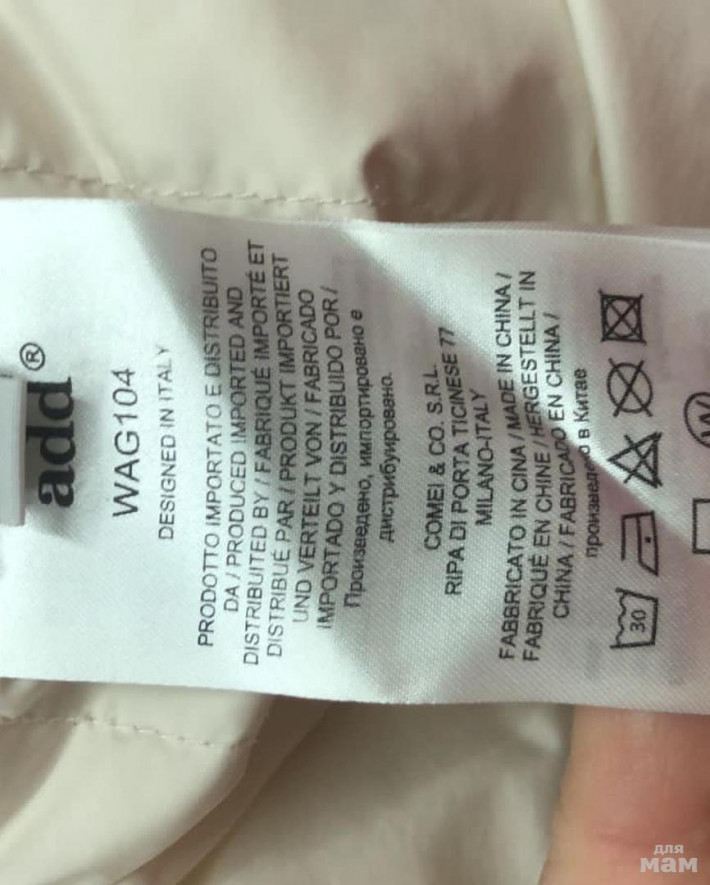 add®
WAG104
DESIGNED IN ITALY
PRODOTTO IMPORTATO E DISTRIBUITO
DA / PRODUCED IMPORTED AND
DISTRIBUITED BY / FABRIQUÉ IMPORTÉ ET
DISTRIBUÉ PAR / PRODUKT IMPORTIERT
UND VERTEILT VON / FABRICADO
IMPORTADO Y DISTRIBUIDO POR /
Произведено, импортировано е
дистрибуировано.
COMEI & CO. S.R.L.
RIPA DI PORTA TICINESE 77
MILANO-ITALY
FABBRICATO IN CINA / MADE IN CHINA /
FABRIQUÉ EN CHINE / HERGESTELLT IN
CHINA / FABRICADO EN CHINA /
произведено в Китае
30
W
для
мам